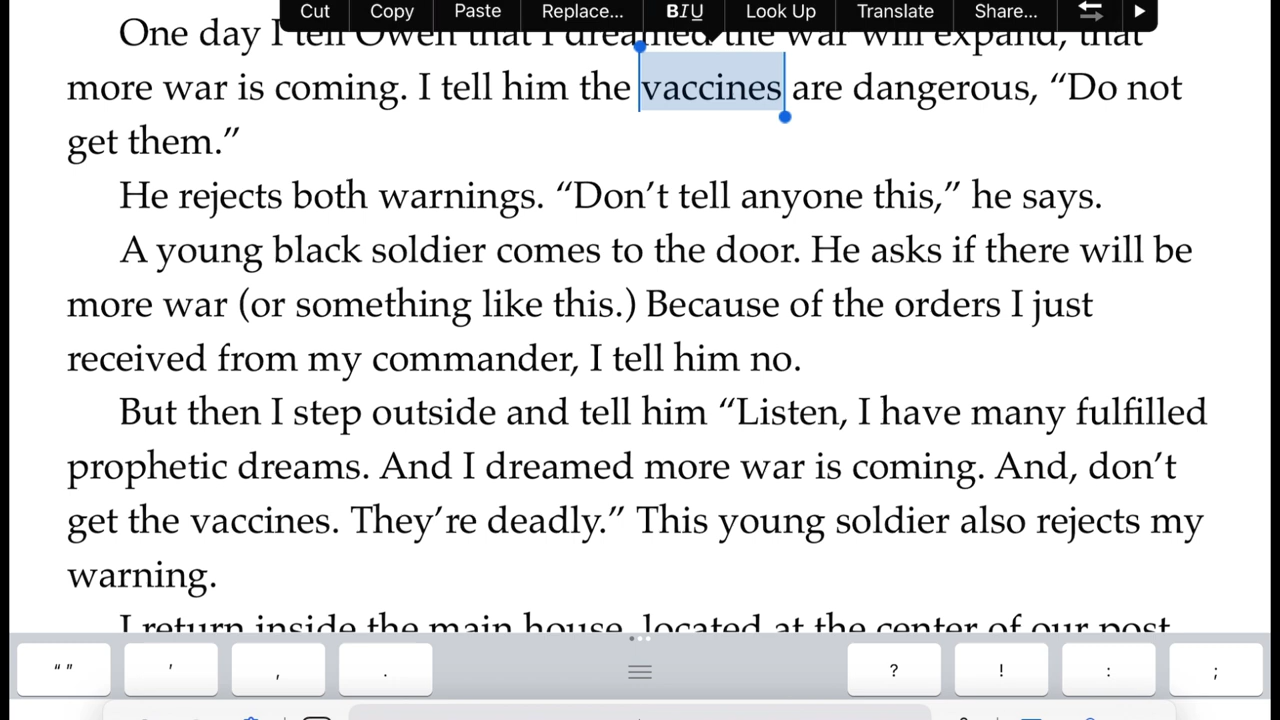 Cut Copy Paste Replace... BIU Look Up Translate Share...
One day I tell Owen that I dreamed the war will expand, that
more war is coming. I tell him the vaccines are dangerous, “Do not
get them.”
He rejects both warnings. “Don’t tell anyone this,” he says.
A young black soldier comes to the door. He asks if there will be
more war (or something like this.) Because of the orders I just
received from my commander, I tell him no.
But then I step outside and tell him “Listen, I have many fulfilled
prophetic dreams. And I dreamed more war is coming. And, don’t
get the vaccines. They’re deadly.” This young soldier also rejects my
warning.
I return inside the main house, located at the center of our post
“ ” ’ , . ? ! : ;